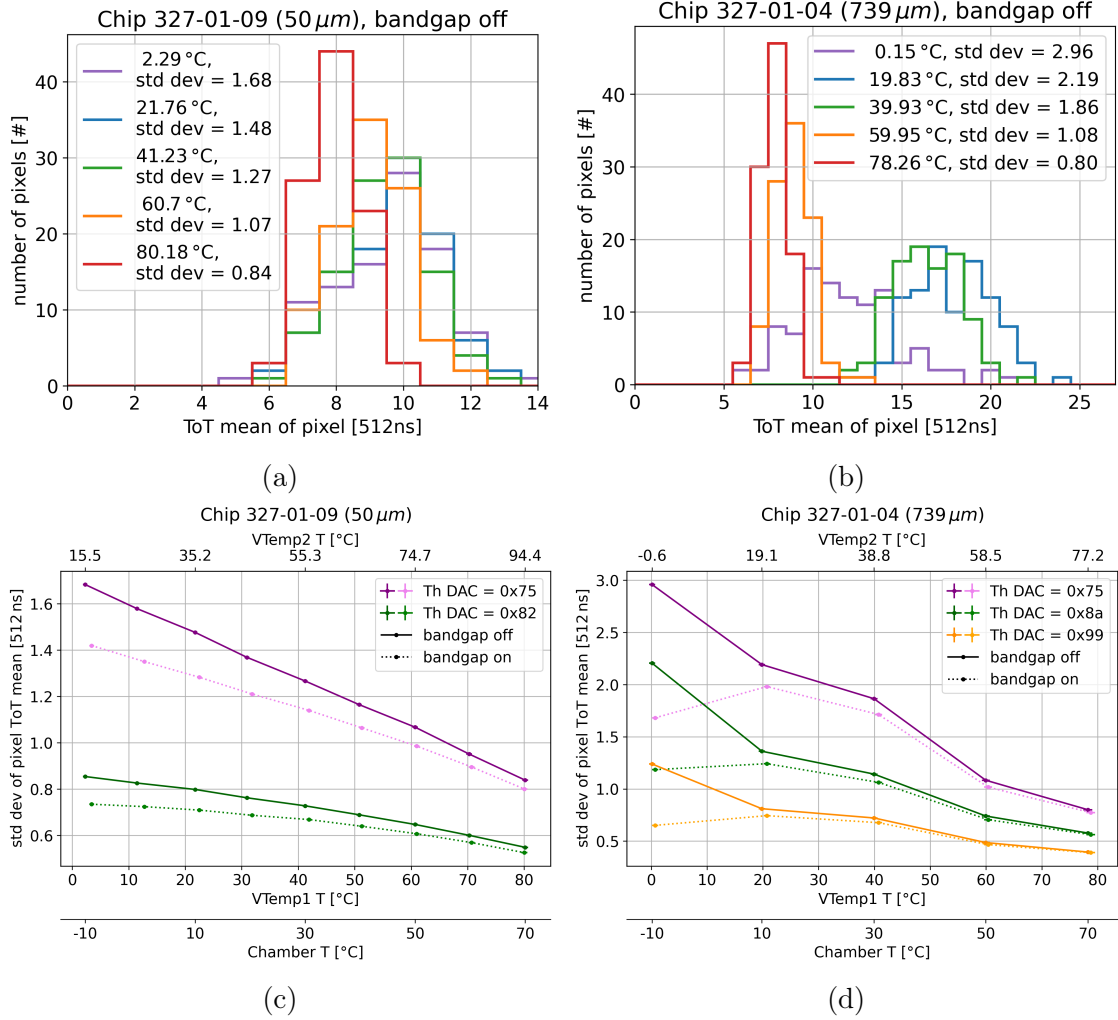 Chip 327-01-09 (50 μm), bandgap off
2.29 °C,
std dev = 1.68
21.76 °C,
std dev = 1.48
41.23 °C,
std dev = 1.27
60.7 °C,
std dev = 1.07
80.18 °C,
std dev = 0.84
number of pixels [#]
0 10 20 30 40
0 2 4 6 8 10 12 14
ToT mean of pixel [512ns]
(a)
Chip 327-01-04 (739 μm), bandgap off
0.15 °C, std dev = 2.96
19.83 °C, std dev = 2.19
39.93 °C, std dev = 1.86
59.95 °C, std dev = 1.08
78.26 °C, std dev = 0.80
number of pixels [#]
0 10 20 30 40
0 5 10 15 20 25
ToT mean of pixel [512ns]
(b)
Chip 327-01-09 (50 μm)
VTemp2 T [°C]
15.5 35.2 55.3 74.7 94.4
Th DAC = 0x75
Th DAC = 0x82
bandgap off
bandgap on
std dev of pixel ToT mean [512 ns]
1.6
1.4
1.2
1.0
0.8
0.6
0 10 20 30 40 50 60 70 80
VTemp1 T [°C]
-10 10 30 50 70
Chamber T [°C]
(c)
Chip 327-01-04 (739 μm)
VTemp2 T [°C]
-0.6 19.1 38.8 58.5 77.2
Th DAC = 0x75
Th DAC = 0x8a
Th DAC = 0x99
bandgap off
bandgap on
std dev of pixel ToT mean [512 ns]
3.0
2.5
2.0
1.5
1.0
0.5
0 10 20 30 40 50 60 70 80
VTemp1 T [°C]
-10 10 30 50 70
Chamber T [°C]
(d)